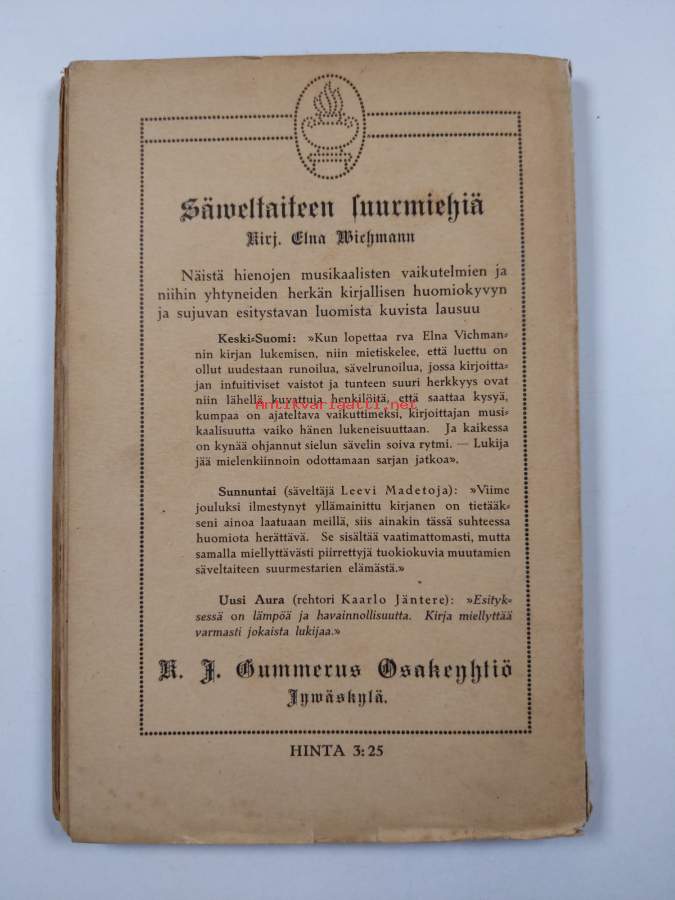 Säweltaiteen suurmiehiä
Kirj. Elna Wichmann
Näistä hienojen musikaalisten vaikutelmien ja
niihin yhtyneiden herkän kirjallisen huomiokyvyn
ja sujuvan esitystavan luomista kuvista lausuu
Keski-Suomi: »Kun lopettaa rva Elna Vichman-
nin kirjan lukemisen, niin mietiskelee, että luettu on
ollut uudestaan runoilua, sävelrunoilua, jossa kirjoitta-
jan intuitiviset vaistot ja tunteen suuri herkkyys ovat
niin lähellä kuvattuja henkilöitä, että saattaa kysyä,
Antikvariaatti.net
kumpaa on ajateltava vaikuttimeksi, kirjoittajan musi-
kaalisuutta vaiko hänen lukeneisuuttaan. Ja kaikessa
on kynää ohjannut sielun sävelin soiva rytmi. — Lukija
jää mielenkiinnoin odottamaan sarjan jatkoa».
Sunnuntai (säveltäjä Leevi Madetoja): »Viime
jouluksi ilmestynyt yllämainittu kirjanen on tietääk-
seni ainoa laatuaan meillä, siis ainakin tässä suhteessa
huomiota herättävä. Se sisältää vaatimattomasti, mutta
samalla miellyttävästi piirrettyjä tuokiokuvia muutamien
säveltaiteen suurmestarien elämästä.»
Uusi Aura (rehtori Kaarlo Jäntere): »Esityk-
sessä on lämpöä ja havainnollisuutta. Kirja miellyttää
varmasti jokaista lukijaa.»
K. J. Gummerus Osakeyhtiö
Jywäskylä.
HINTA 3:25